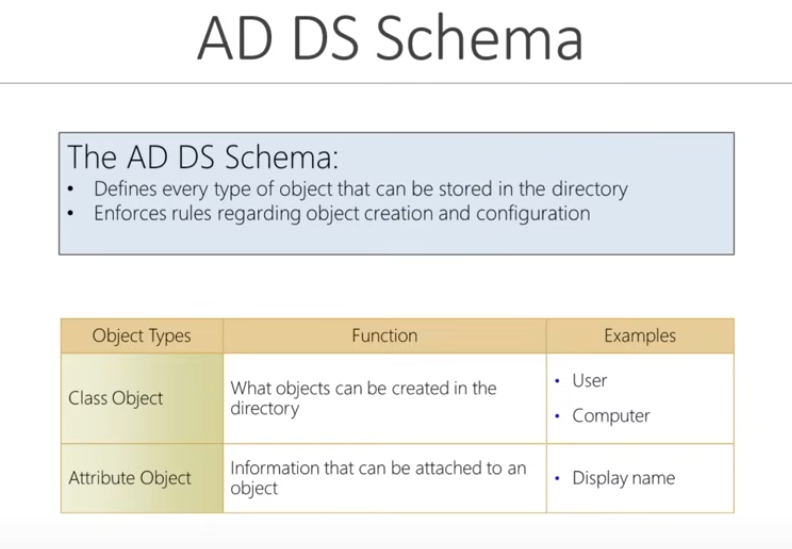 AD DS Schema
The AD DS Schema:
• Defines every type of object that can be stored in the directory
• Enforces rules regarding object creation and configuration
Object Types Function Examples
Class Object
What objects can be created in the
directory
• User
• Computer
Attribute Object
Information that can be attached to an
object
• Display name